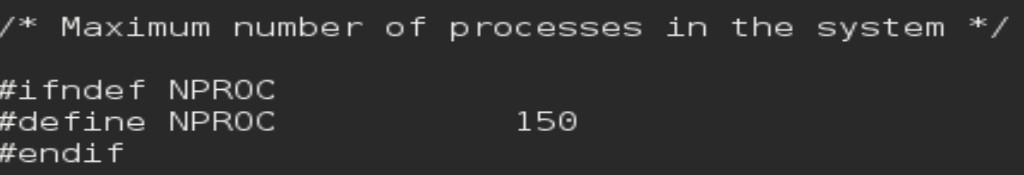 /* Maximum number of processes in the system */
#ifndef NPROC
#define NPROC 150
#endif